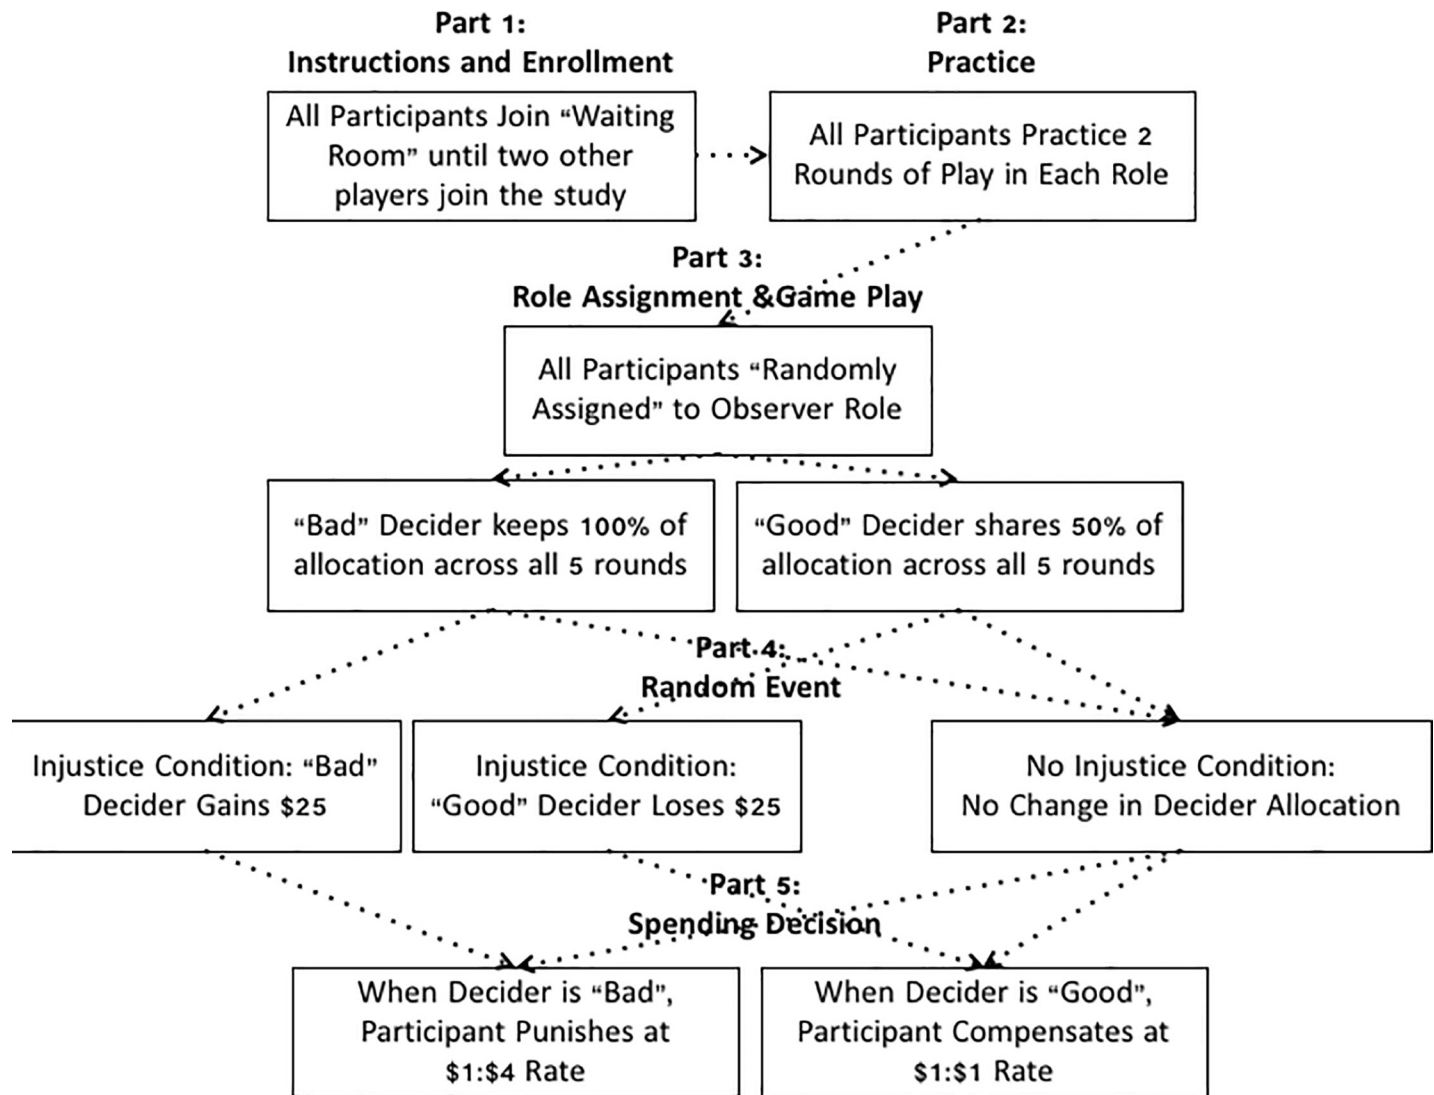 Part 1:
Instructions and Enrollment
All Participants Join “Waiting
Room” until two other
players join the study
Part 2:
Practice
All Participants Practice 2
Rounds of Play in Each Role
Part 3:
Role Assignment &Game Play
All Participants “Randomly
Assigned” to Observer Role
“Bad” Decider keeps 100% of
allocation across all 5 rounds
“Good” Decider shares 50% of
allocation across all 5 rounds
Part 4:
Random Event
Injustice Condition: “Bad”
Decider Gains $25
Injustice Condition:
“Good” Decider Loses $25
No Injustice Condition:
No Change in Decider Allocation
Part 5:
Spending Decision
When Decider is “Bad”,
Participant Punishes at
$1:$4 Rate
When Decider is “Good”,
Participant Compensates at
$1:$1 Rate